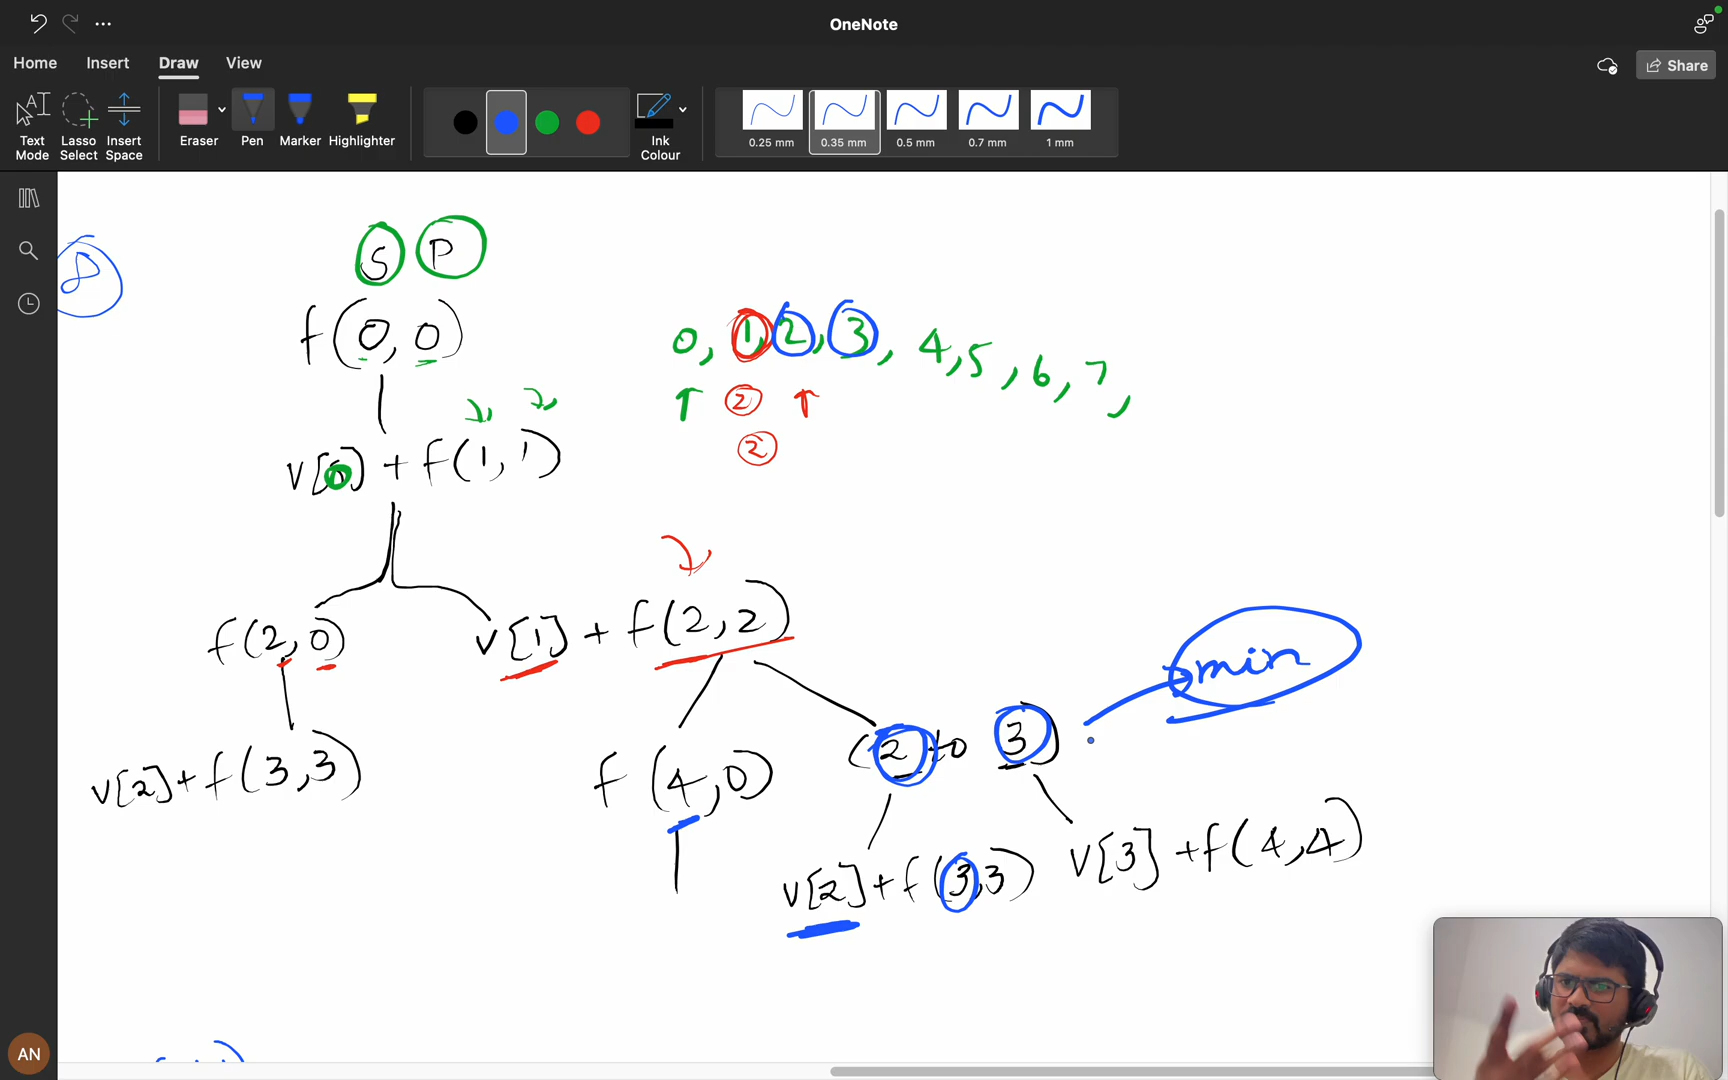 OneNote
Home Insert Draw View
Share
Text Mode
Lasso Select
Insert Space
Eraser
Pen
Marker
Highlighter
Ink Colour
0.25 mm
0.35 mm
0.5 mm
0.7 mm
1 mm
8
S P
f(0, 0)
0, 1, 2, 3, 4, 5, 6, 7,
2
2
v[0] + f(1, 1)
f(2, 0)
v[1] + f(2, 2)
min
v[2] + f(3, 3)
f (4, 0)
(2 to 3)
v[2] + f(3, 3)
v[3] + f(4, 4)
AN